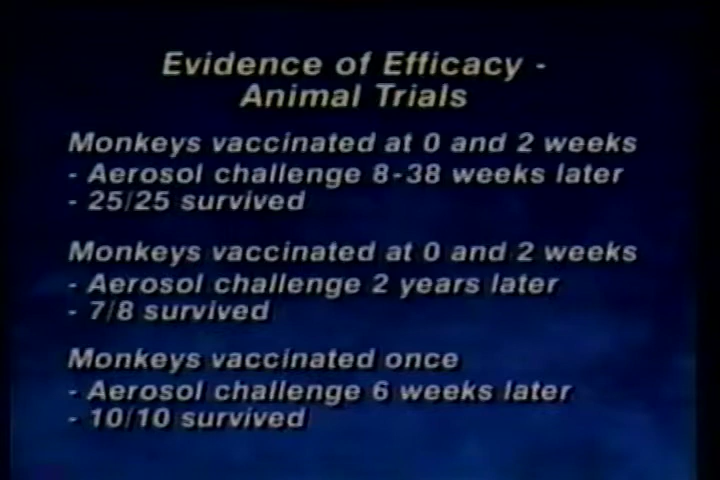 Evidence of Efficacy -
Animal Trials
Monkeys vaccinated at 0 and 2 weeks
- Aerosol challenge 8-38 weeks later
- 25/25 survived
Monkeys vaccinated at 0 and 2 weeks
- Aerosol challenge 2 years later
- 7/8 survived
Monkeys vaccinated once
- Aerosol challenge 6 weeks later
- 10/10 survived